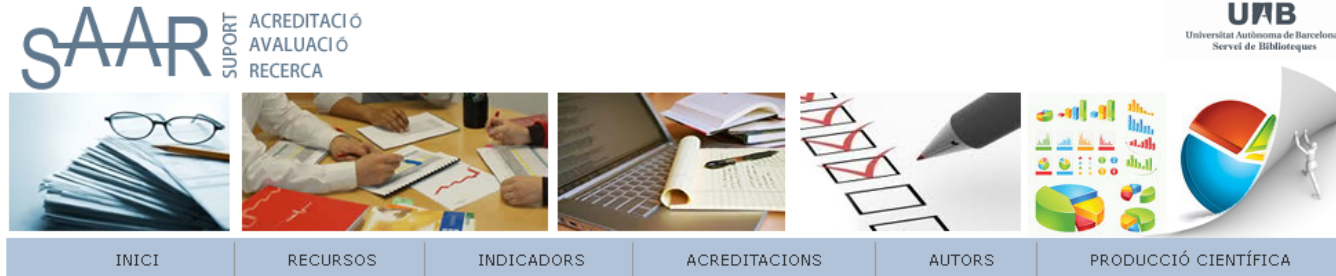 SAAR
SUPORT
ACREDITACIÓ
AVALUACIÓ
RECERCA
UAB
Universitat Autònoma de Barcelona
Servei de Biblioteques
INICI RECURSOS INDICADORS ACREDITACIONS AUTORS PRODUCCIÓ CIENTÍFICA